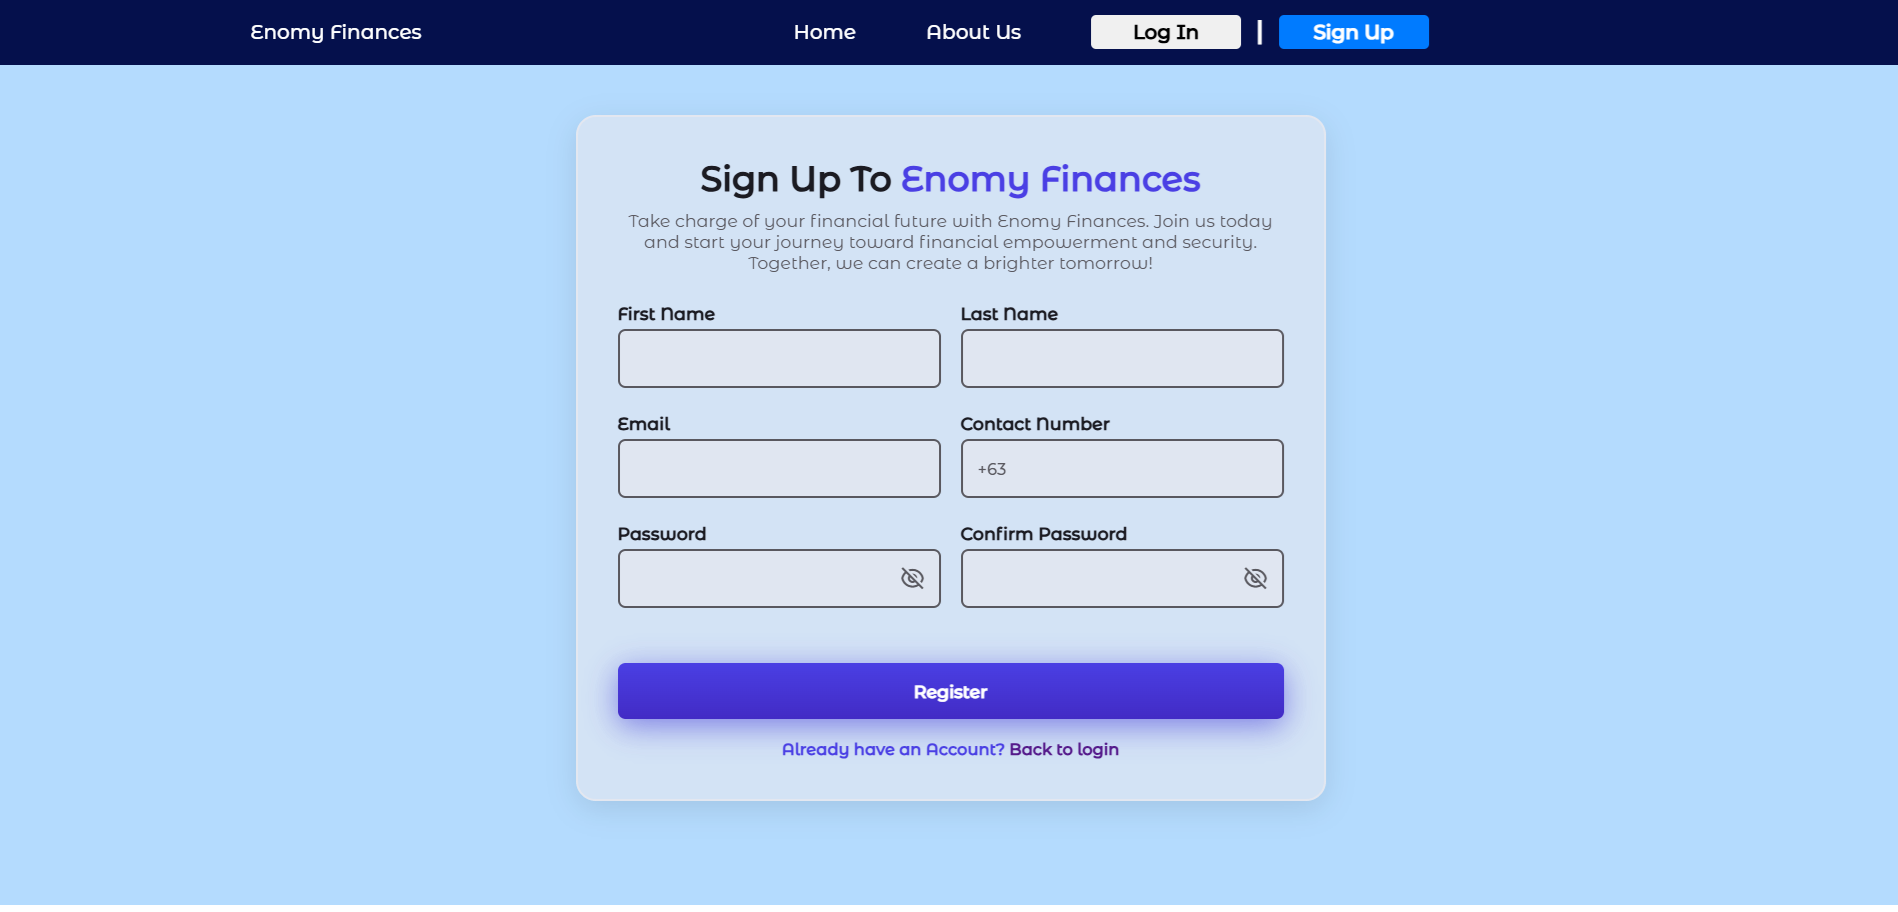 Enomy Finances
Home
About Us
Log In
|
Sign Up
Sign Up To Enomy Finances
Take charge of your financial future with Enomy Finances. Join us today
and start your journey toward financial empowerment and security.
Together, we can create a brighter tomorrow!
First Name
Last Name
Email
Contact Number
+63
Password
Confirm Password
Register
Already have an Account? Back to login